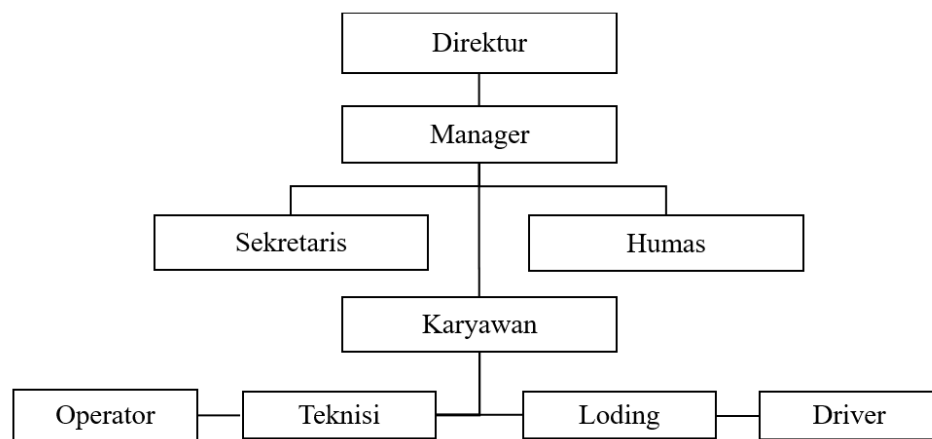 Direktur
Manager
Sekretaris
Humas
Karyawan
Operator
Teknisi
Loding
Driver